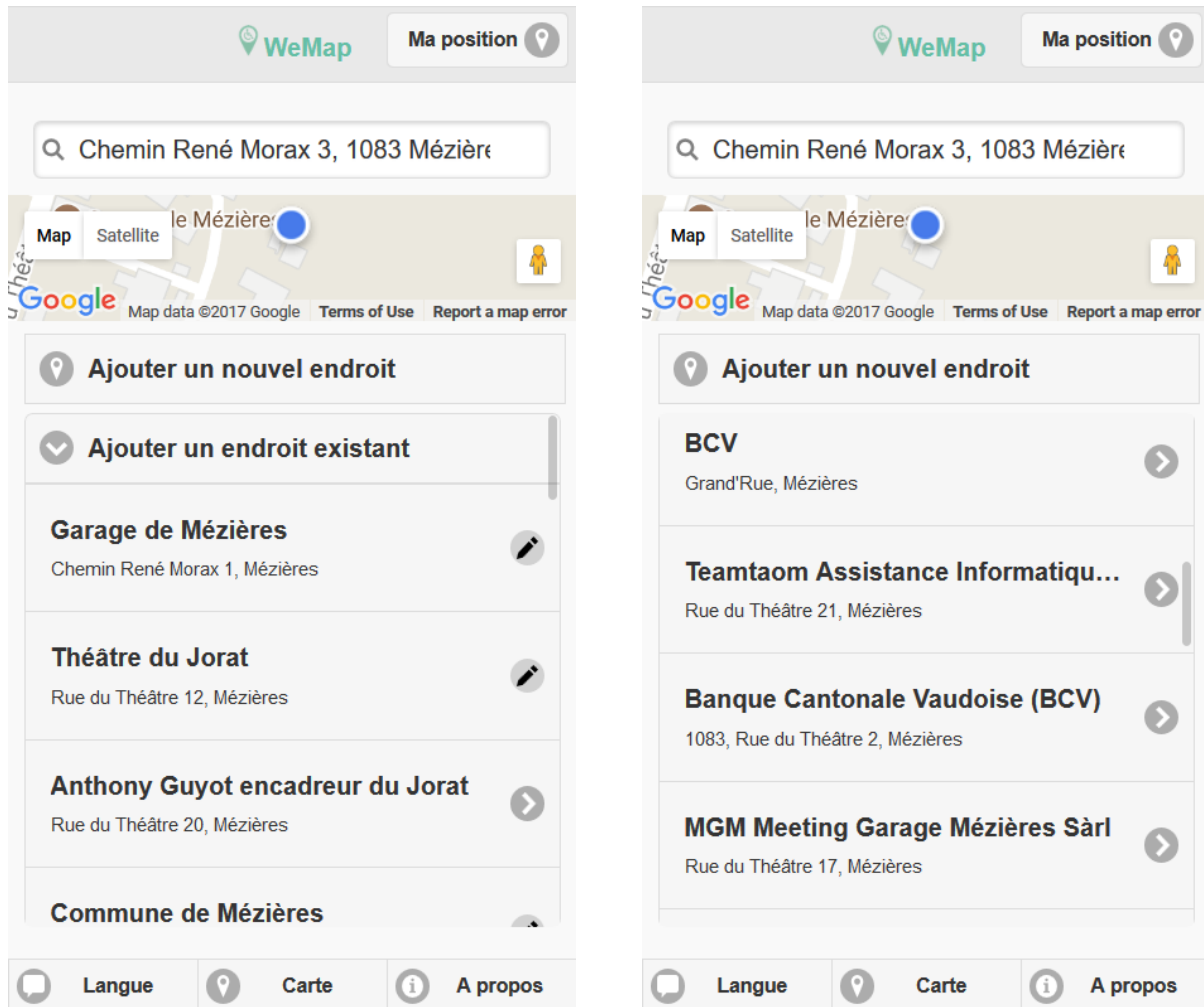 WeMap
Ma position
Chemin René Morax 3, 1083 Mézière
le Mézières
Map Satellite
Théât
Google Map data ©2017 Google Terms of Use Report a map error
Ajouter un nouvel endroit
Ajouter un endroit existant
Garage de Mézières
Chemin René Morax 1, Mézières
Théâtre du Jorat
Rue du Théâtre 12, Mézières
Anthony Guyot encadreur du Jorat
Rue du Théâtre 20, Mézières
Commune de Mézières
Langue Carte A propos
WeMap
Ma position
Chemin René Morax 3, 1083 Mézière
le Mézières
Map Satellite
Théât
Google Map data ©2017 Google Terms of Use Report a map error
Ajouter un nouvel endroit
BCV
Grand'Rue, Mézières
Teamtaom Assistance Informatiqu...
Rue du Théâtre 21, Mézières
Banque Cantonale Vaudoise (BCV)
1083, Rue du Théâtre 2, Mézières
MGM Meeting Garage Mézières Sàrl
Rue du Théâtre 17, Mézières
Langue Carte A propos